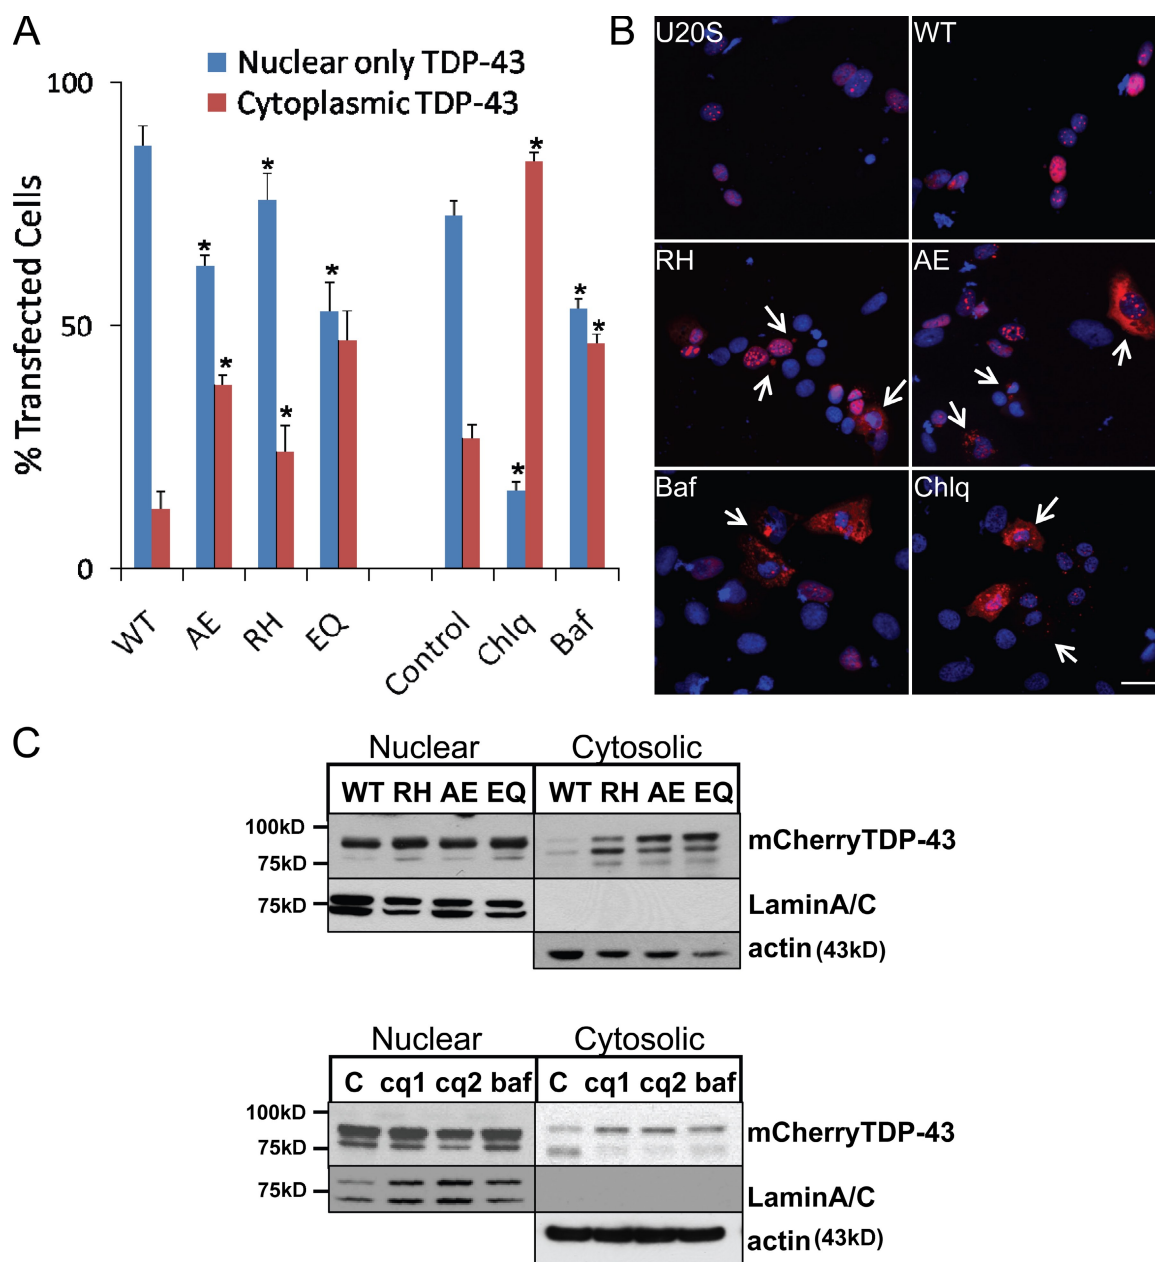 A
Nuclear only TDP-43
Cytoplasmic TDP-43
% Transfected Cells
100
50
0
* * * * * * * * *
WT AE RH EQ Control Chlq Baf
B
U20S WT
RH AE
Baf Chlq
C
Nuclear Cytosolic
WT RH AE EQ WT RH AE EQ
100kD
75kD
mCherryTDP-43
75kD
LaminA/C
actin (43kD)
Nuclear Cytosolic
C cq1 cq2 baf C cq1 cq2 baf
100kD
75kD
mCherryTDP-43
75kD
LaminA/C
actin (43kD)